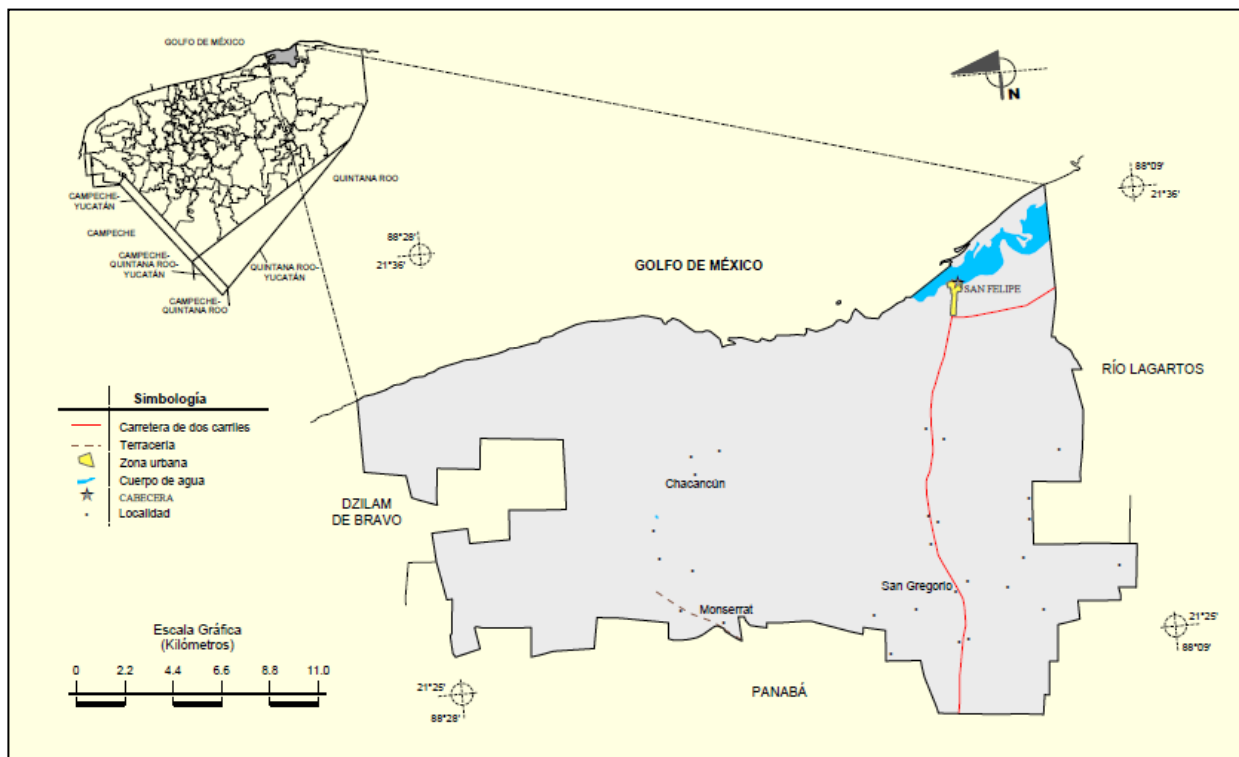 GOLFO DE MÉXICO
QUINTANA ROO
CAMPECHE-
YUCATÁN
CAMPECHE
CAMPECHE-
QUINTANA ROO-
YUCATÁN
QUINTANA ROO-
YUCATÁN
CAMPECHE-
QUINTANA ROO
N
88°09'
21°36'
88°28'
21°36'
GOLFO DE MÉXICO
SAN FELIPE
RÍO LAGARTOS
Simbología
Carretera de dos carriles
Terracería
Zona urbana
Cuerpo de agua
CABECERA
Localidad
Chacancún
DZILAM
DE BRAVO
San Gregorio
Monserrat
Escala Gráfica
(Kilómetros)
0 2.2 4.4 6.6 8.8 11.0
21°25'
88°28'
PANABÁ
21°25'
88°09'